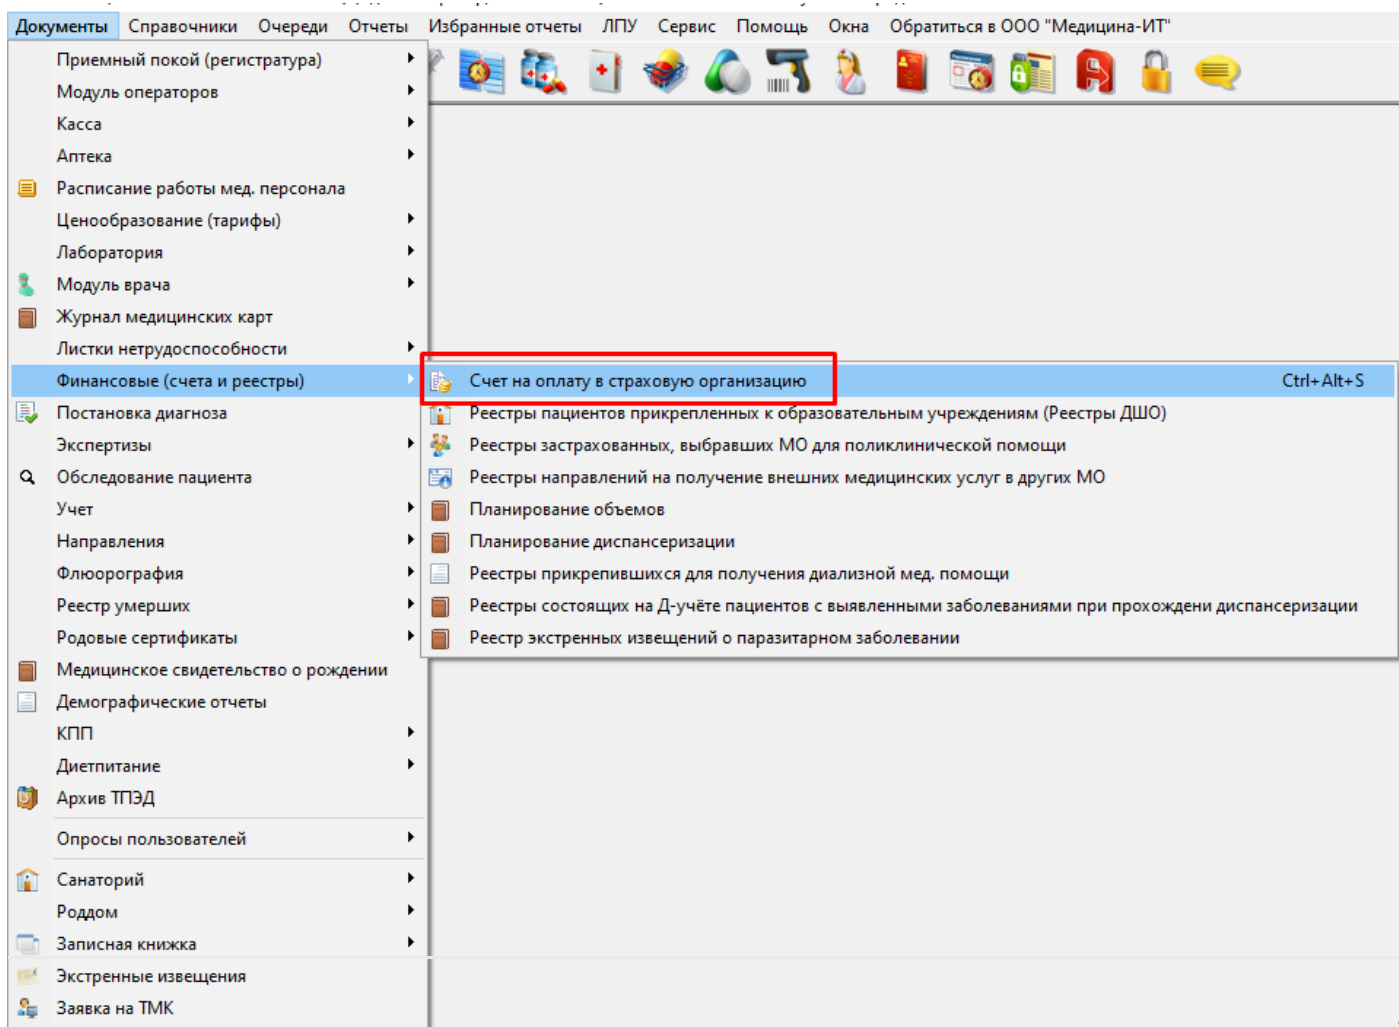 Документы Справочники Очереди Отчеты Избранные отчеты ЛПУ Сервис Помощь Окна Обратиться в ООО "Медицина-ИТ"
Приемный покой (регистратура)
Модуль операторов
Касса
Аптека
Расписание работы мед. персонала
Ценообразование (тарифы)
Лаборатория
Модуль врача
Журнал медицинских карт
Листки нетрудоспособности
Финансовые (счета и реестры)
Постановка диагноза
Экспертизы
Обследование пациента
Учет
Направления
Флюорография
Реестр умерших
Родовые сертификаты
Медицинское свидетельство о рождении
Демографические отчеты
КПП
Диетпитание
Архив ТПЭД
Опросы пользователей
Санаторий
Роддом
Записная книжка
Экстренные извещения
Заявка на ТМК
Счет на оплату в страховую организацию Ctrl+Alt+S
Реестры пациентов прикрепленных к образовательным учреждениям (Реестры ДШО)
Реестры застрахованных, выбравших МО для поликлинической помощи
Реестры направлений на получение внешних медицинских услуг в других МО
Планирование объемов
Планирование диспансеризации
Реестры прикрепившихся для получения диализной мед. помощи
Реестры состоящих на Д-учёте пациентов с выявленными заболеваниями при прохождени диспансеризации
Реестр экстренных извещений о паразитарном заболевании